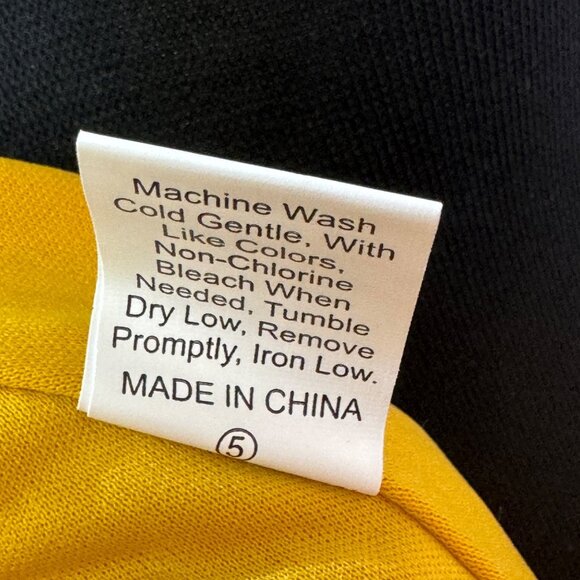 Machine Wash
Cold Gentle, With
Like Colors,
Non-Chlorine
Bleach When
Needed, Tumble
Dry Low, Remove
Promptly, Iron Low.
MADE IN CHINA
5